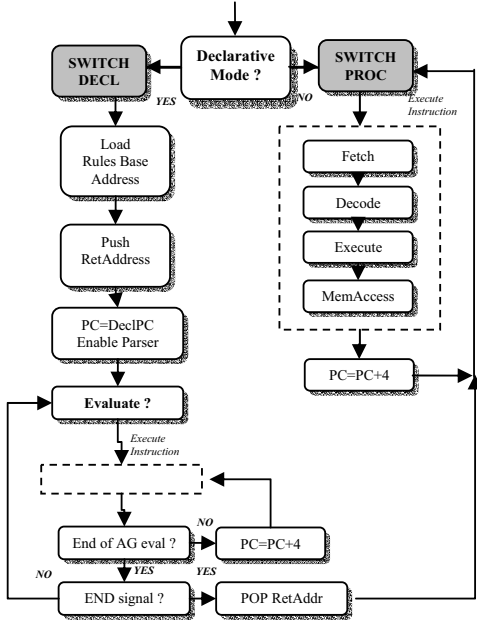 SWITCH
DECL
Declarative
Mode ?
SWITCH
PROC
YES
NO
Execute
Instruction
Load
Rules Base
Address
Push
RetAddress
PC=DeclPC
Enable Parser
Evaluate ?
Execute
Instruction
End of AG eval ?
NO
PC=PC+4
NO
YES
YES
END signal ?
POP RetAddr
Fetch
Decode
Execute
MemAccess
PC=PC+4